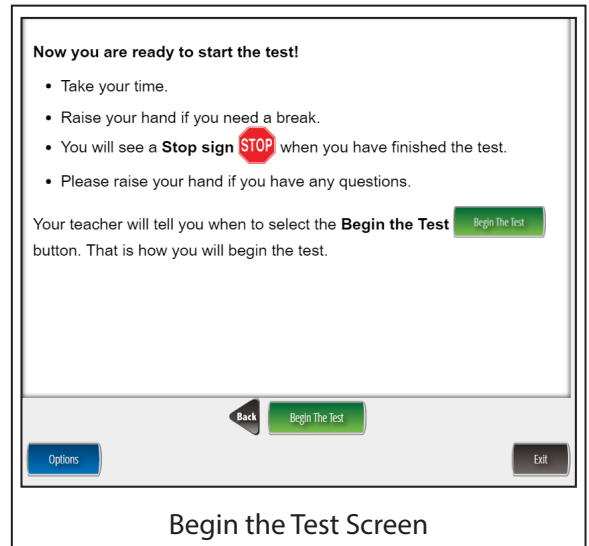 Now you are ready to start the test!
• Take your time.
• Raise your hand if you need a break.
• You will see a Stop sign STOP when you have finished the test.
• Please raise your hand if you have any questions.
Your teacher will tell you when to select the Begin the Test Begin The Test
button. That is how you will begin the test.
Back Begin The Test
Options Exit
Begin the Test Screen